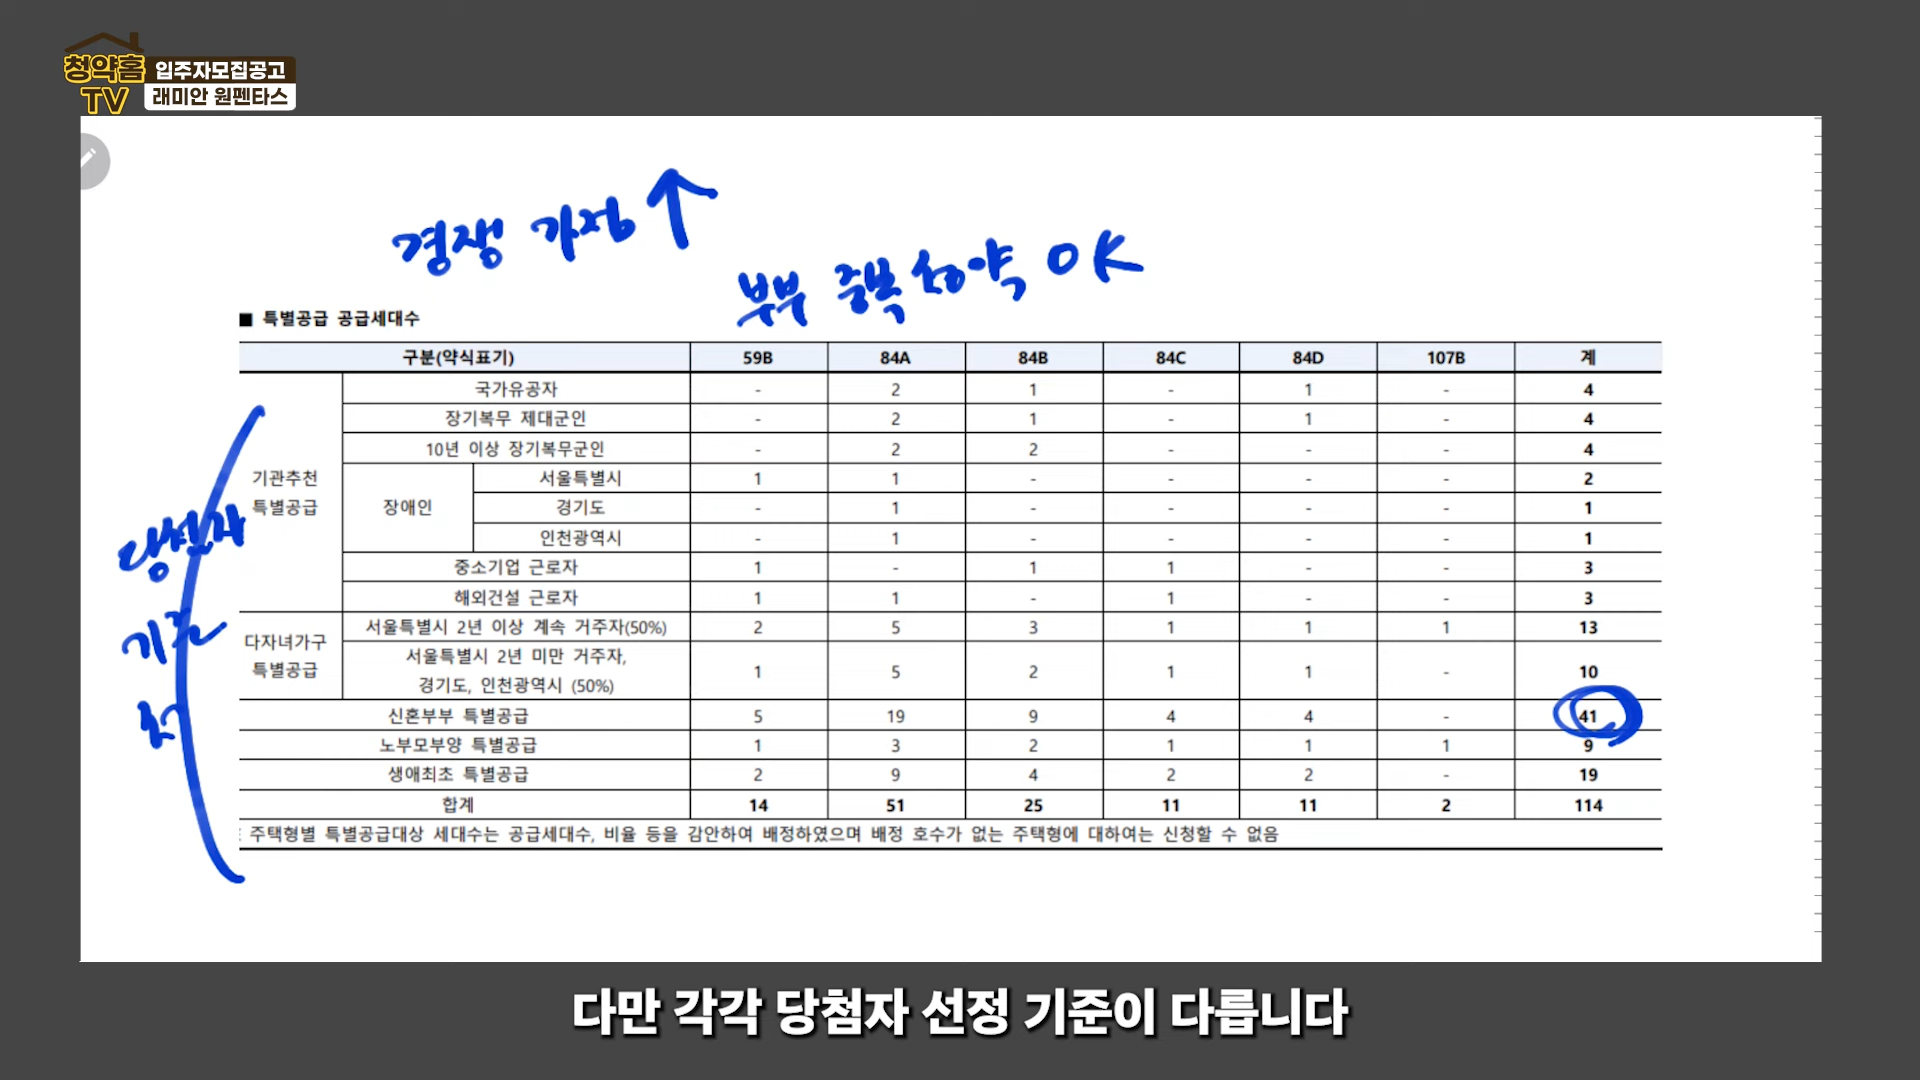 청약홈 TV
입주자모집공고
래미안 원펜타스
경쟁 가점 ↑
부부 중복 청약 OK
■ 특별공급 공급세대수
구분(약식표기) 59B 84A 84B 84C 84D 107B 계
기관추천 특별공급
국가유공자 - 2 1 - 1 - 4
장기복무 제대군인 - 2 1 - 1 - 4
10년 이상 장기복무군인 - 2 2 - - - 4
장애인
서울특별시 1 1 - - - - 2
경기도 - 1 - - - - 1
인천광역시 - 1 - - - - 1
중소기업 근로자 1 - 1 1 - - 3
해외건설 근로자 1 1 - 1 - - 3
다자녀가구 특별공급
서울특별시 2년 이상 계속 거주자(50%) 2 5 3 1 1 1 13
서울특별시 2년 미만 거주자,
경기도, 인천광역시 (50%) 1 5 2 1 1 - 10
신혼부부 특별공급 5 19 9 4 4 - 41
노부모부양 특별공급 1 3 2 1 1 1 9
생애최초 특별공급 2 9 4 2 2 - 19
합계 14 51 25 11 11 2 114
주택형별 특별공급대상 세대수는 공급세대수, 비율 등을 감안하여 배정하였으며 배정 호수가 없는 주택형에 대하여는 신청할 수 없음
당첨자
기준
다만 각각 당첨자 선정 기준이 다릅니다